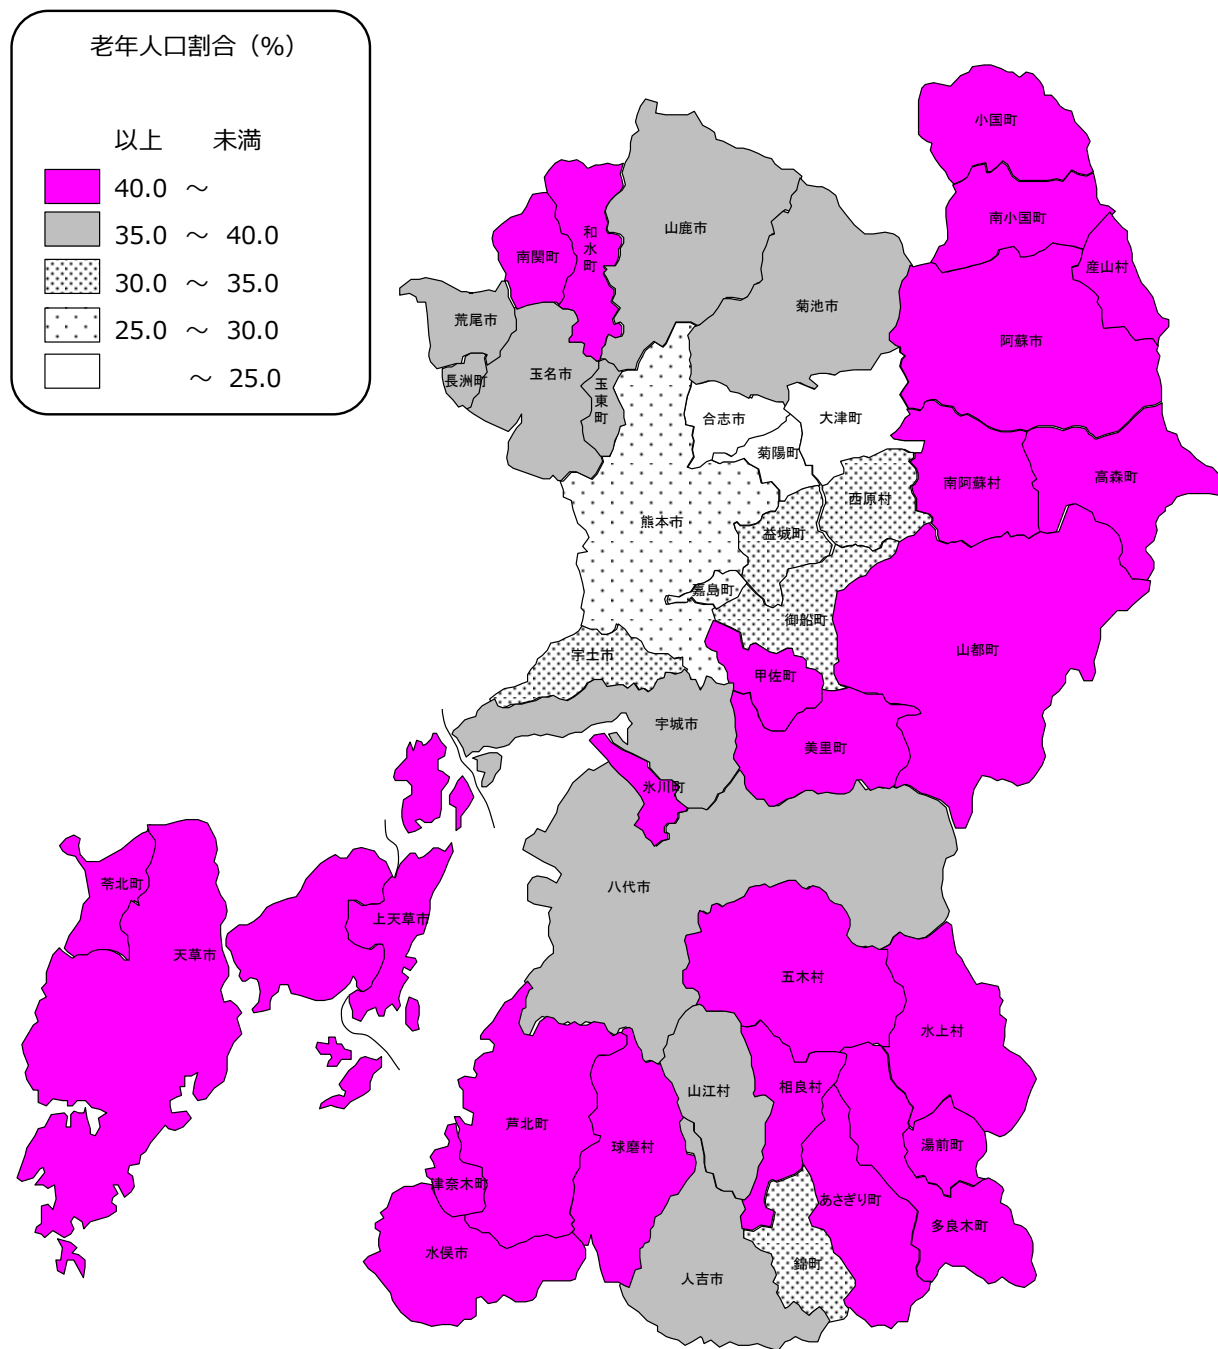 老年人口割合（%）
以上　未満
40.0 ～
35.0 ～ 40.0
30.0 ～ 35.0
25.0 ～ 30.0
～ 25.0
小国町
南小国町
産山村
山鹿市
和水町
南関町
菊池市
荒尾市
阿蘇市
玉名市
長洲町
玉東町
合志市
大津町
菊陽町
南阿蘇村
高森町
西原村
熊本市
益城町
嘉島町
御船町
宇土市
山都町
甲佐町
宇城市
美里町
氷川町
八代市
苓北町
上天草市
天草市
五木村
水上村
山江村
相良村
芦北町
球磨村
湯前町
津奈木町
あさぎり町
多良木町
水俣市
錦町
人吉市